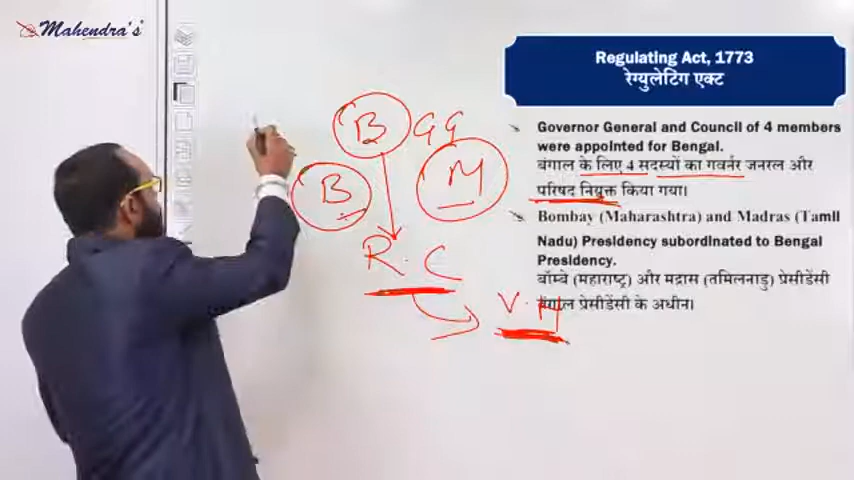 Mahendra's
Regulating Act, 1773
रेग्युलेटिग एक्ट
B GG
B M
R.C
V.H
Governor General and Council of 4 members
were appointed for Bengal.
बंगाल के लिए 4 सदस्यों का गवर्नर जनरल और
परिषद नियुक्त किया गया।
Bombay (Maharashtra) and Madras (Tamil
Nadu) Presidency subordinated to Bengal
Presidency.
बॉम्बे (महाराष्ट्र) और मद्रास (तमिलनाडु) प्रेसीडेंसी
बंगाल प्रेसीडेंसी के अधीन।